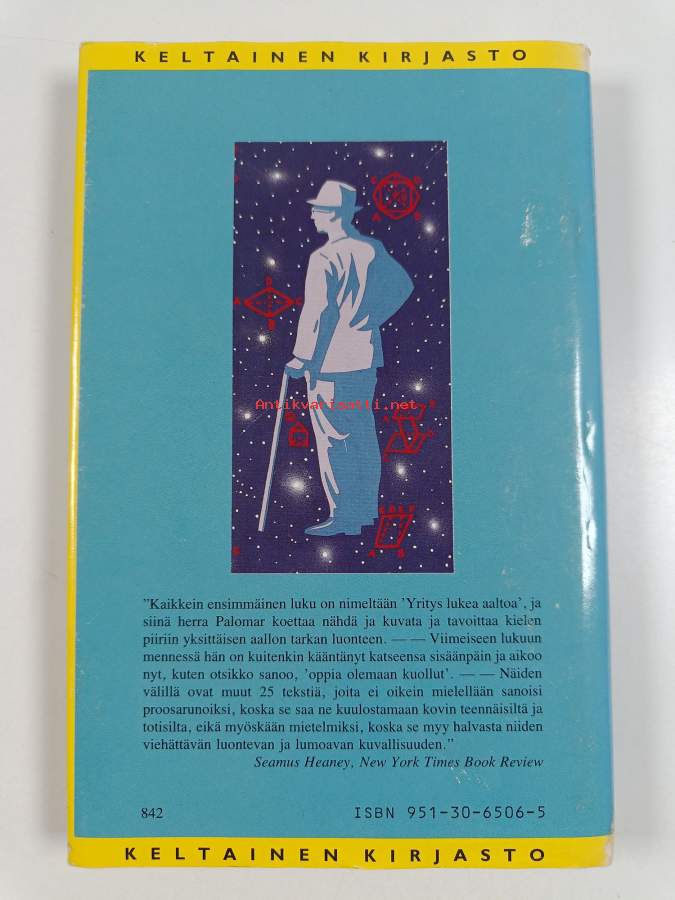 KELTAINEN KIRJASTO
Antikvariaatti.net
"Kaikkein ensimmäinen luku on nimeltään 'Yritys lukea aaltoa', ja
siinä herra Palomar koettaa nähdä ja kuvata ja tavoittaa kielen
piiriin yksittäisen aallon tarkan luonteen. — — Viimeiseen lukuun
mennessä hän on kuitenkin kääntänyt katseensa sisäänpäin ja aikoo
nyt, kuten otsikko sanoo, 'oppia olemaan kuollut'. — — Näiden
välillä ovat muut 25 tekstiä, joita ei oikein mielellään sanoisi
proosarunoiksi, koska se saa ne kuulostamaan kovin teennäisiltä ja
totisilta, eikä myöskään mietelmiksi, koska se myy halvasta niiden
viehättävän luontevan ja lumoavan kuvallisuuden."
Seamus Heaney, New York Times Book Review
842
ISBN 951-30-6506-5
KELTAINEN KIRJASTO